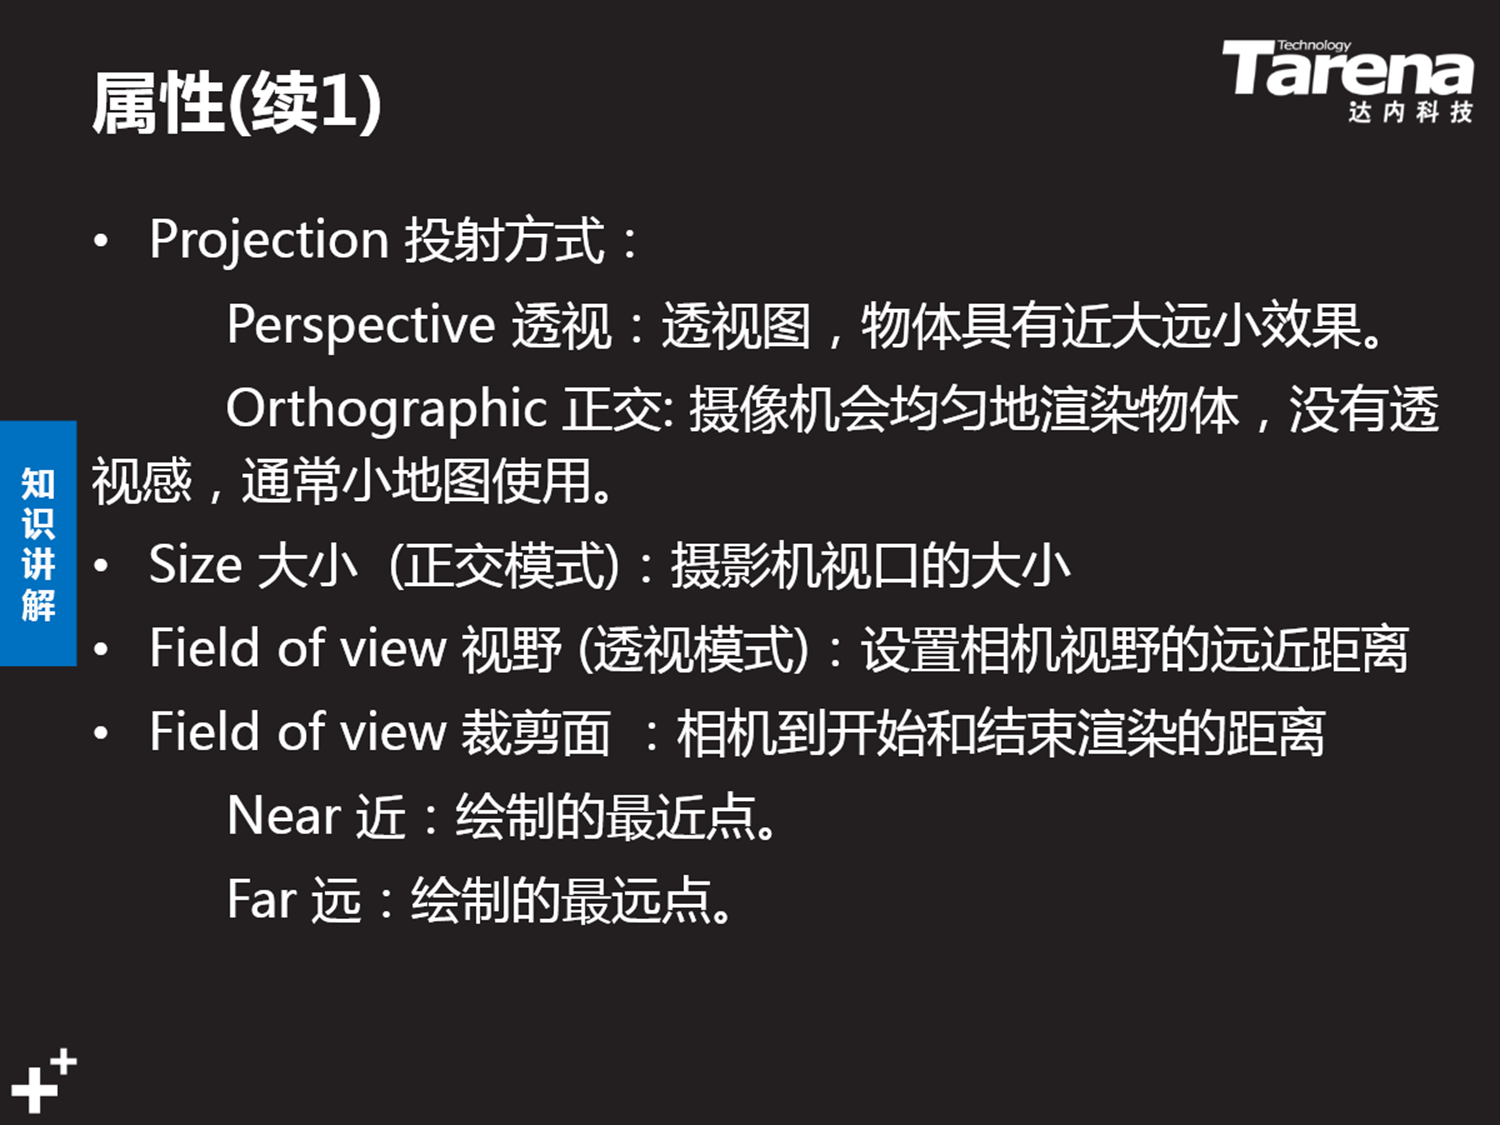 属性(续1)
Technology
Tarena
达内科技
• Projection 投射方式：
Perspective 透视：透视图，物体具有近大远小效果。
Orthographic 正交: 摄像机会均匀地渲染物体，没有透
视感，通常小地图使用。
• Size 大小 (正交模式)：摄影机视口的大小
• Field of view 视野 (透视模式)：设置相机视野的远近距离
• Field of view 裁剪面 ：相机到开始和结束渲染的距离
Near 近：绘制的最近点。
Far 远：绘制的最远点。
知识讲解